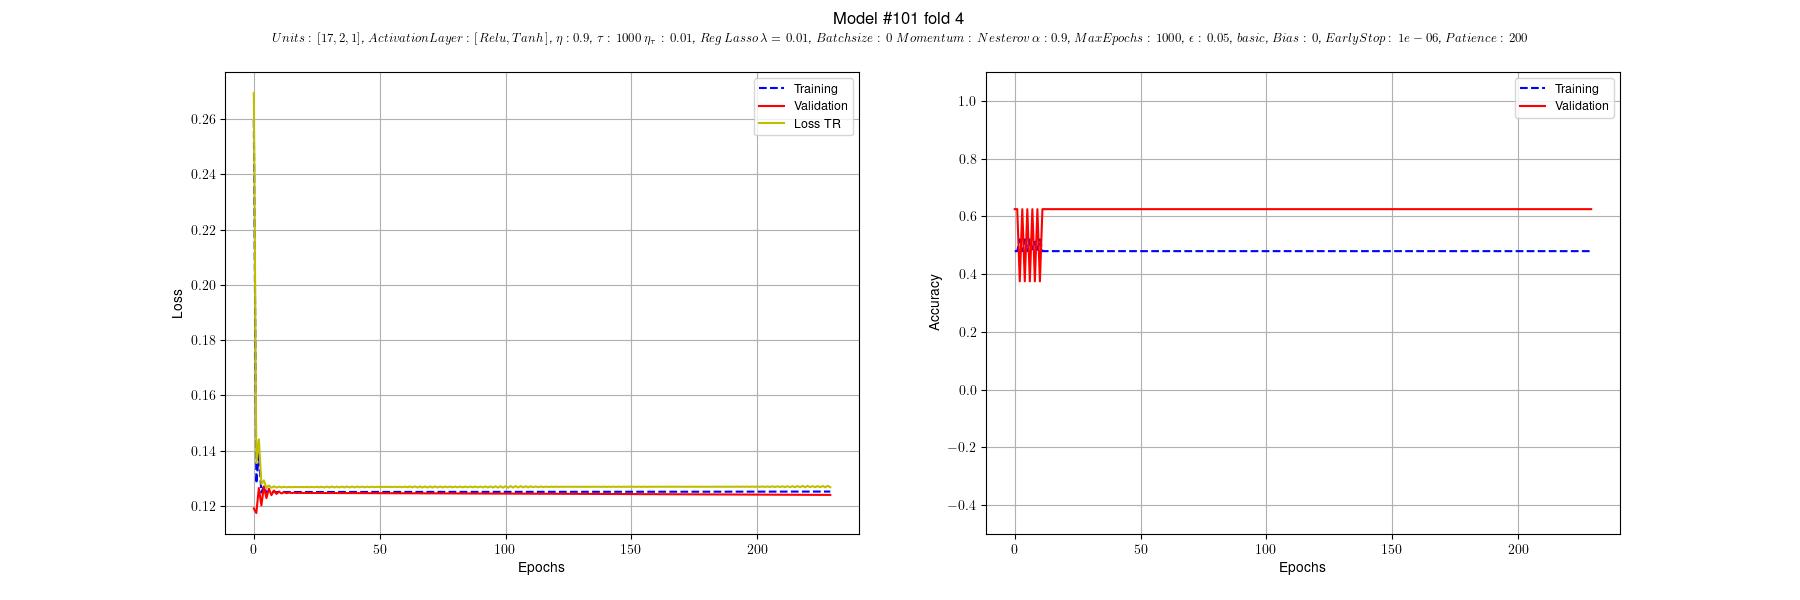 Model #101 fold 4
Units : [17, 2, 1], ActivationLayer : [Relu, Tanh], η : 0.9, τ : 1000 η_τ : 0.01, Reg Lasso λ = 0.01, Batchsize : 0 Momentum : Nesterov α : 0.9, MaxEpochs : 1000, ϵ : 0.05, basic, Bias : 0, EarlyStop : 1e − 06, Patience : 200
Training
Validation
Loss TR
0.26
0.24
0.22
0.20
0.18
0.16
0.14
0.12
Loss
0 50 100 150 200
Epochs
Training
Validation
1.0
0.8
0.6
0.4
0.2
0.0
−0.2
−0.4
Accuracy
0 50 100 150 200
Epochs